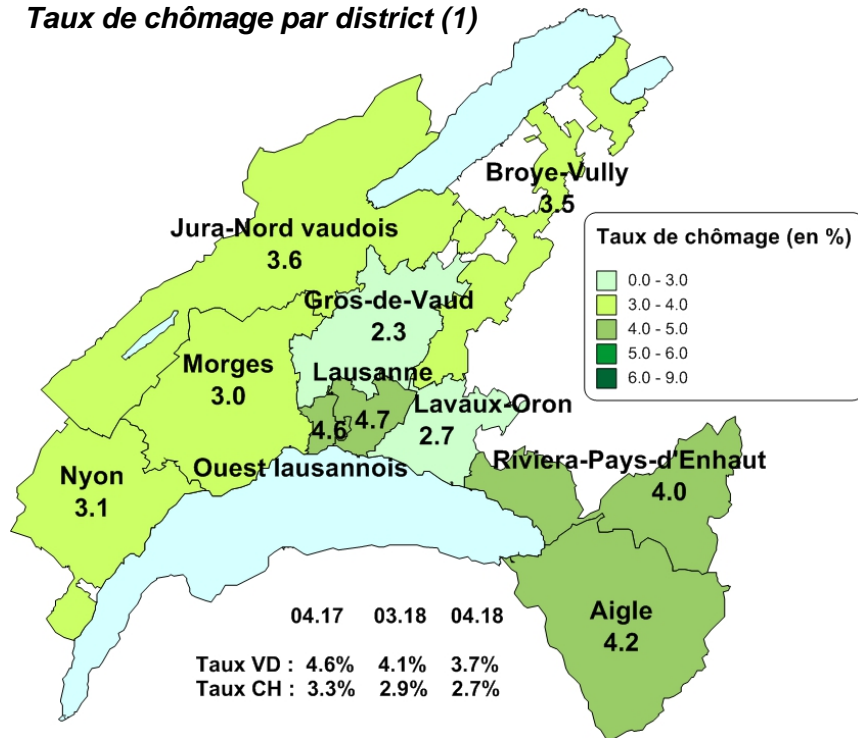 Taux de chômage par district (1)
Broye-Vully
3.5
Jura-Nord vaudois
3.6
Taux de chômage (en %)
0.0 - 3.0
3.0 - 4.0
4.0 - 5.0
5.0 - 6.0
6.0 - 9.0
Gros-de-Vaud
2.3
Morges
3.0
Lausanne
4.7
4.6
Ouest lausannois
Lavaux-Oron
2.7
Riviera-Pays-d'Enhaut
4.0
Nyon
3.1
Aigle
4.2
04.17 03.18 04.18
Taux VD : 4.6% 4.1% 3.7%
Taux CH : 3.3% 2.9% 2.7%